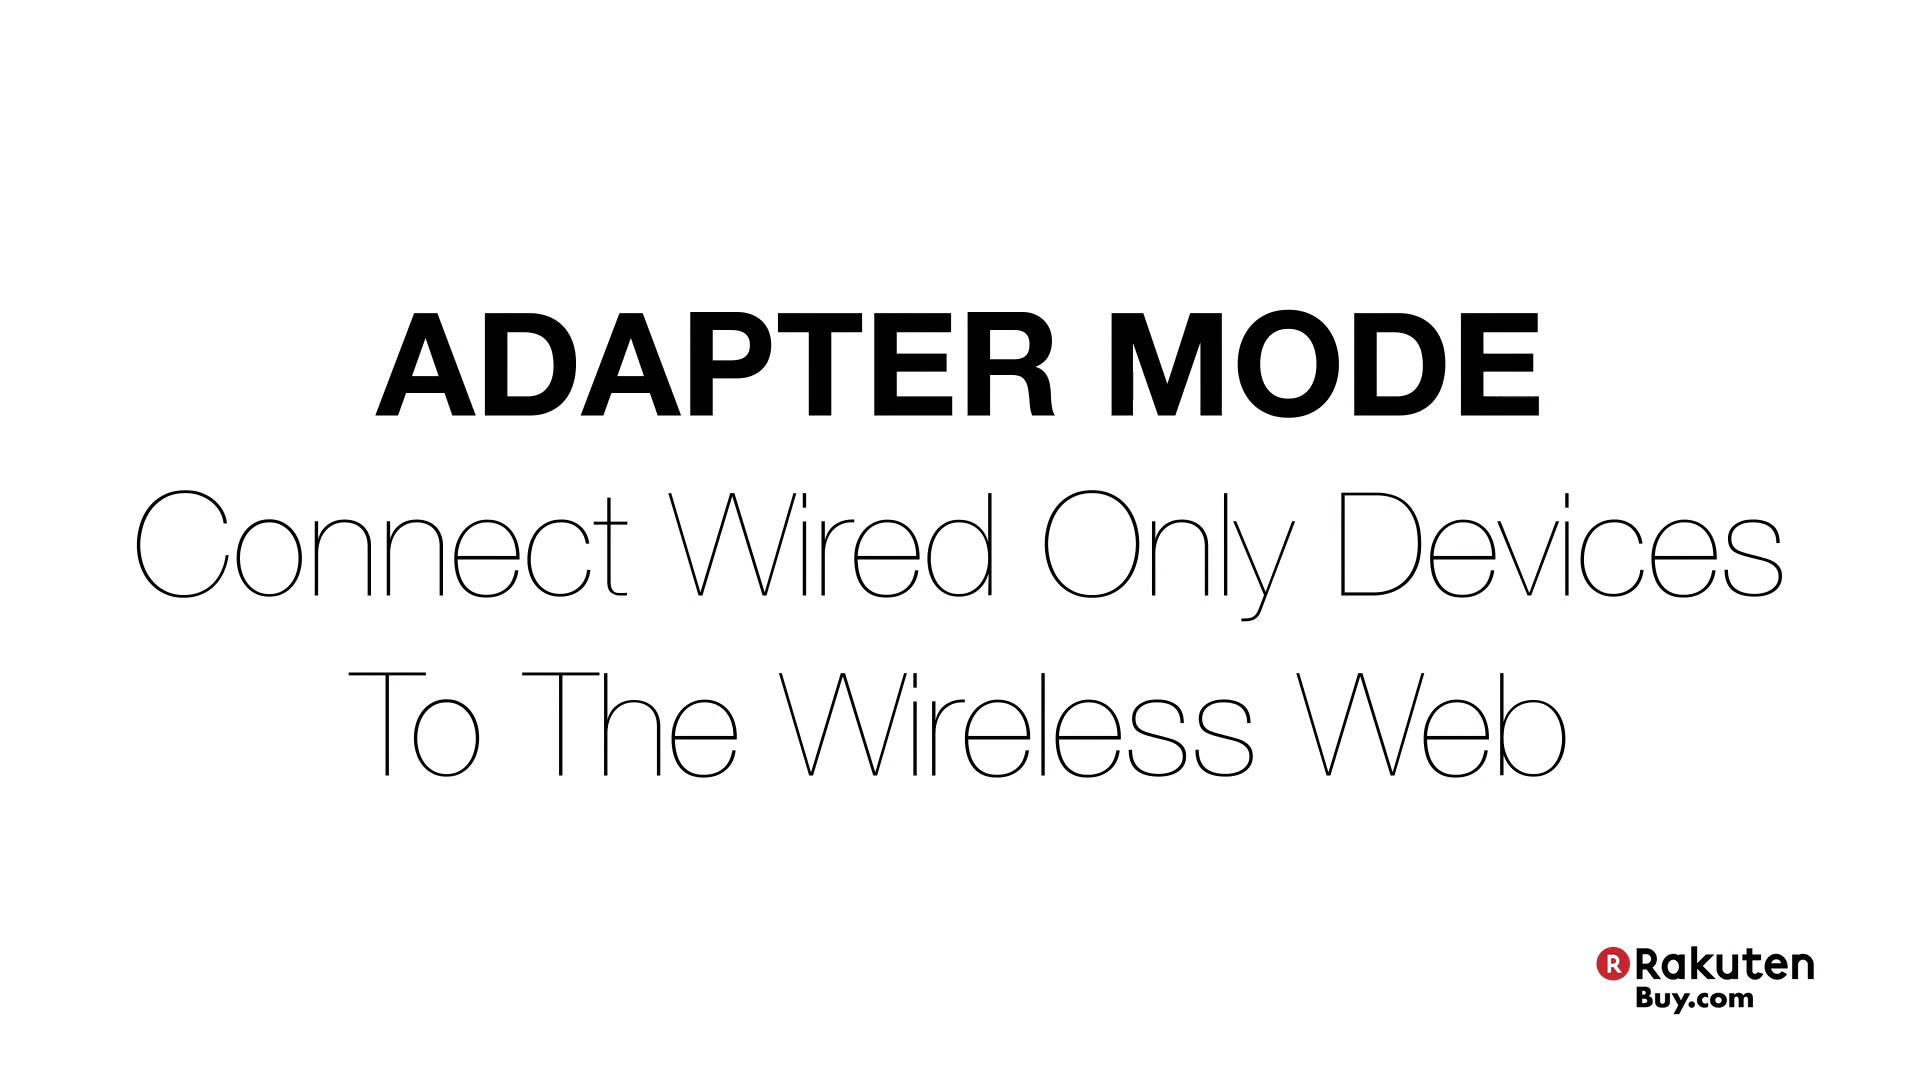 ADAPTER MODE
Connect Wired Only Devices
To The Wireless Web
R Rakuten
Buy.com